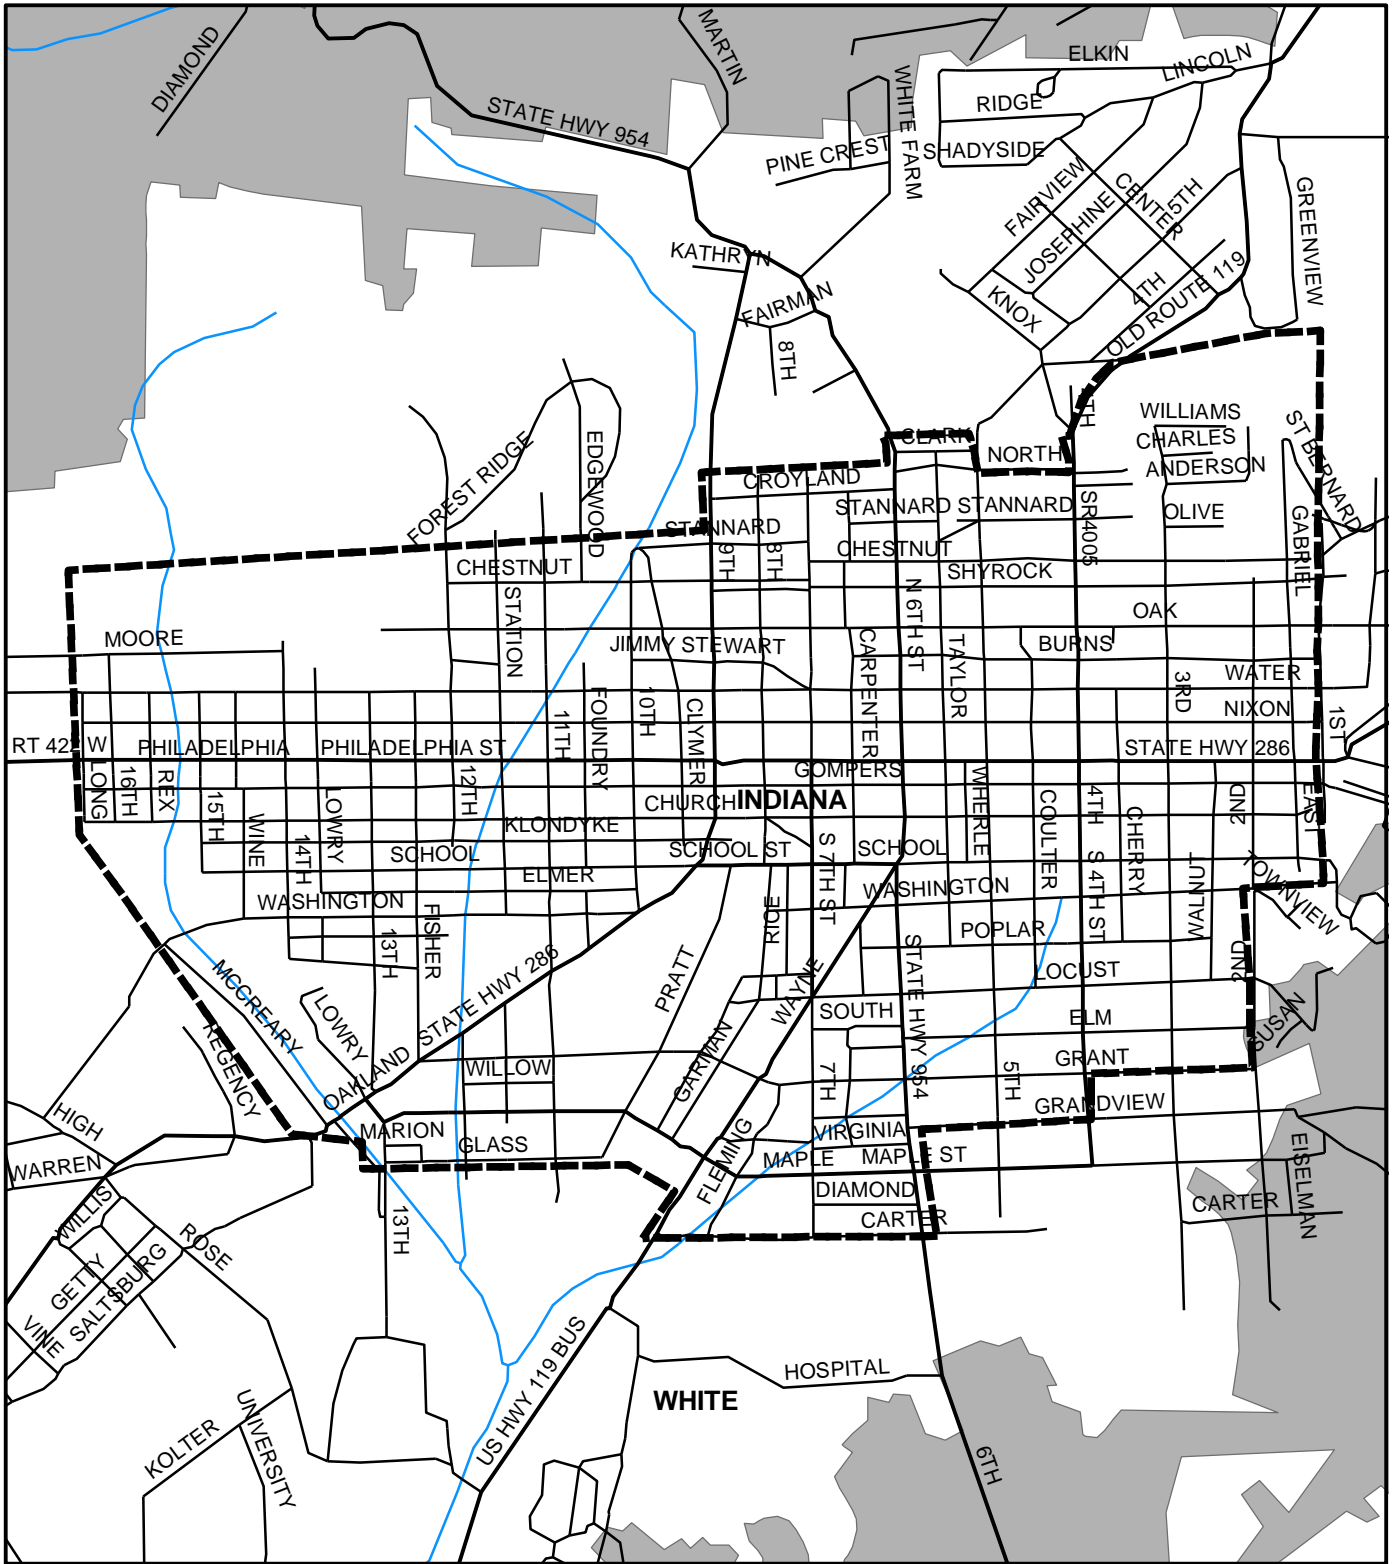 DIAMOND
MARTIN
STATE HWY 954
ELKIN
LINCOLN
WHITE FARM
RIDGE
PINE CREST
SHADYSIDE
FAIRVIEW
CENTER
5TH
JOSEPHINE
GREENVIEW
KATHRYN
KNOX
4TH
OLD ROUTE 119
FAIRMAN
8TH
4TH
WILLIAMS
CHARLES
ANDERSON
ST BERNARD
CLARK
NORTH
FOREST RIDGE
EDGEWOOD
CROYLAND
STANNARD
STANNARD
STANNARD
SR4005
OLIVE
GABRIEL
CHESTNUT
9TH
8TH
CHESTNUT
SHYROCK
STATION
N 6TH ST
OAK
MOORE
JIMMY STEWART
CARPENTER
TAYLOR
BURNS
WATER
3RD
NIXON
1ST
11TH
FOUNDRY
10TH
CLYMER
RT 422
W
PHILADELPHIA
PHILADELPHIA ST
STATE HWY 286
GOMPERS
LONG
16TH
REX
15TH
WINE
14TH
LOWRY
12TH
CHURCH
INDIANA
WHERLE
COULTER
4TH
CHERRY
2ND
EAST
KLONDYKE
SCHOOL
SCHOOL ST
S 7TH ST
SCHOOL
ELMER
WASHINGTON
WASHINGTON
S 4TH ST
WALNUT
TOWNVIEW
FISHER
13TH
RICE
POPLAR
2ND
MCCREARY
STATE HWY 286
PRATT
WAYNE
STATE HWY 954
LOCUST
LOWRY
OAKLAND
SOUTH
ELM
SUSAN
REGENCY
WILLOW
GARMAN
7TH
5TH
GRANT
HIGH
MARION
GLASS
FLEMING
VIRGINIA
GRANDVIEW
WARREN
MAPLE
MAPLE ST
EISELMAN
WILLIS
DIAMOND
CARTER
CARTER
13TH
ROSE
GETTY
SALTSBURG
VINE
US HWY 119 BUS
HOSPITAL
WHITE
KOLTER
UNIVERSITY
6TH